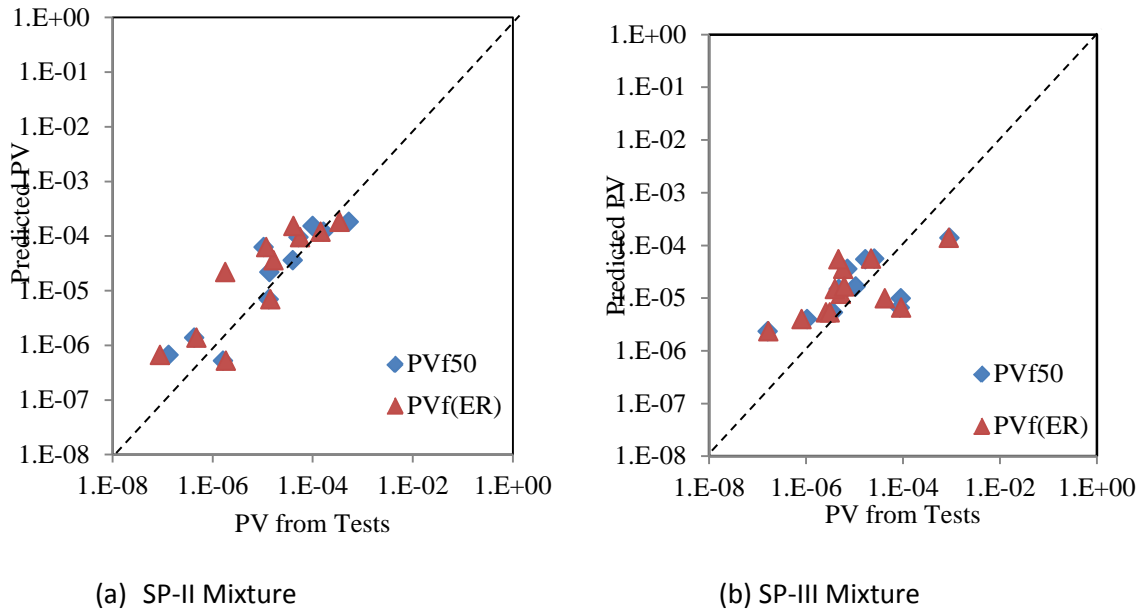 1.E+00
1.E-01
1.E-02
1.E-03
1.E-04
1.E-05
1.E-06
1.E-07
1.E-08
Predicted PV
1.E-08 1.E-06 1.E-04 1.E-02 1.E+00
PV from Tests
PVf50
PVf(ER)
(a) SP-II Mixture
1.E+00
1.E-01
1.E-02
1.E-03
1.E-04
1.E-05
1.E-06
1.E-07
1.E-08
Predicted PV
1.E-08 1.E-06 1.E-04 1.E-02 1.E+00
PV from Tests
PVf50
PVf(ER)
(b) SP-III Mixture